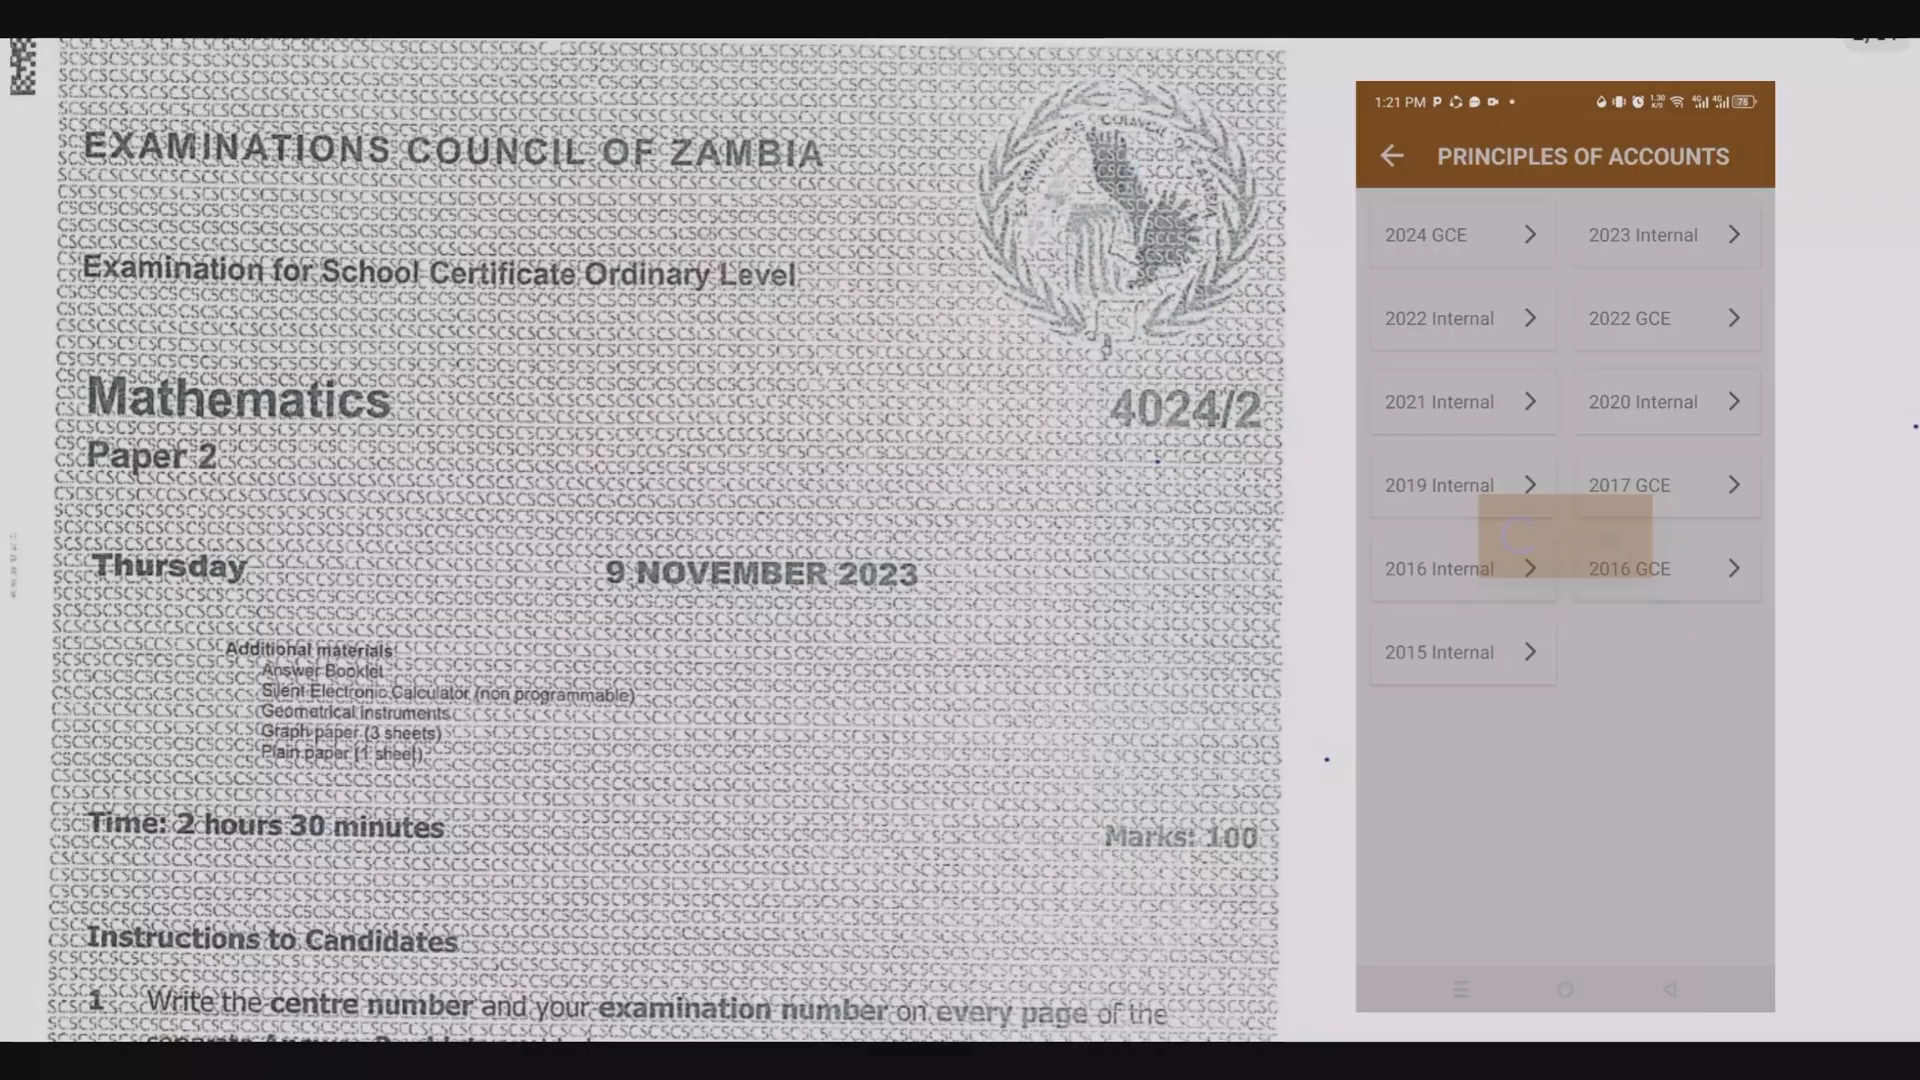 EXAMINATIONS COUNCIL OF ZAMBIA
Examination for School Certificate Ordinary Level
Mathematics 4024/2
Paper 2
Thursday 9 NOVEMBER 2023
Additional materials
Answer Booklet
Silent Electronic Calculator (non programmable)
Geometrical instruments
Graph paper (3 sheets)
Plain paper (1 sheet)
Time: 2 hours 30 minutes Marks: 100
Instructions to Candidates
1 Write the centre number and your examination number on every page of the
1:21 PM
PRINCIPLES OF ACCOUNTS
2024 GCE 2023 Internal
2022 Internal 2022 GCE
2021 Internal 2020 Internal
2019 Internal 2017 GCE
2016 Internal 2016 GCE
2015 Internal